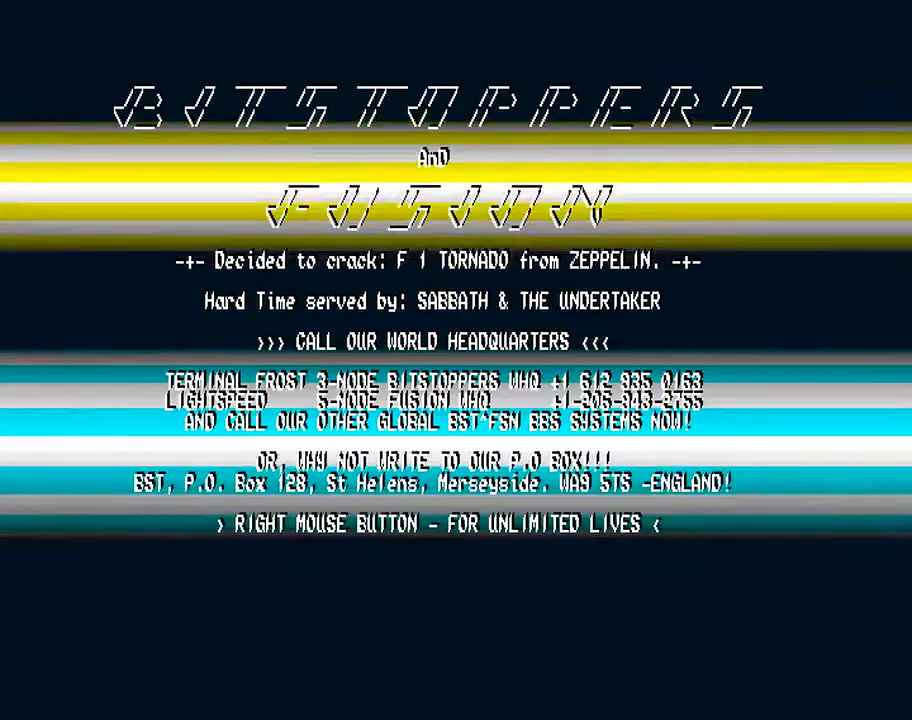 BITSTOPPERS
AnD
FUSION
-+- Decided to crack: F 1 TORNADO from ZEPPELIN. -+-
Hard Time served by: SABBATH & THE UNDERTAKER
>>> CALL OUR WORLD HEADQUARTERS <<<
TERMINAL FROST 3-NODE BITSTOPPERS WHQ +1 612 935 0163
LIGHTSPEED 5-NODE FUSION WHQ +1-205-343-2755
AND CALL OUR OTHER GLOBAL BST^FSN BBS SYSTEMS NOW!
OR, WHY NOT WRITE TO OUR P.O BOX!!!
BST, P.O. Box 128, St Helens, Merseyside. WA9 5TS -ENGLAND!
> RIGHT MOUSE BUTTON - FOR UNLIMITED LIVES <